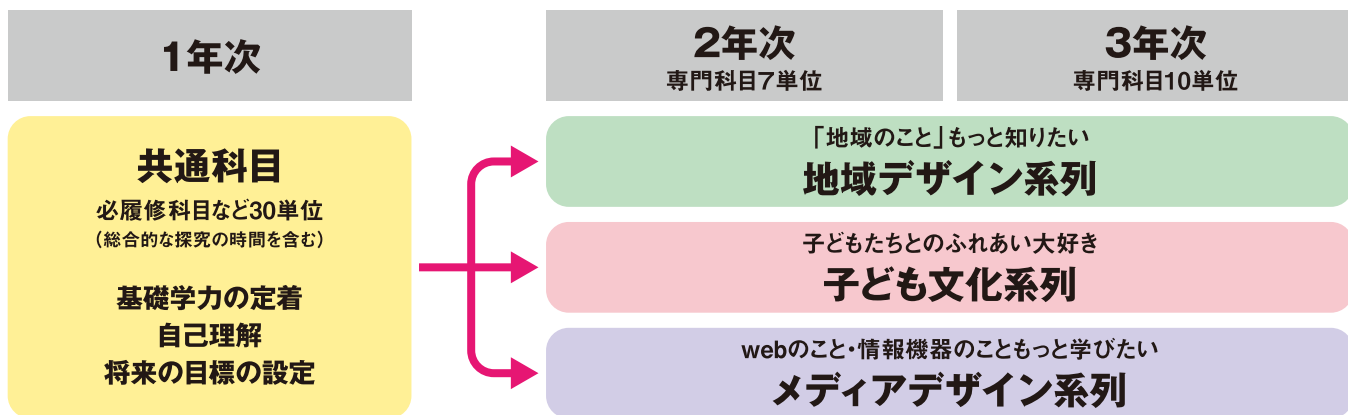 1年次
2年次
専門科目7単位
3年次
専門科目10単位
共通科目
必履修科目など30単位
（総合的な探究の時間を含む）
基礎学力の定着
自己理解
将来の目標の設定
「地域のこと」もっと知りたい
地域デザイン系列
子どもたちとのふれあい大好き
子ども文化系列
webのこと・情報機器のこともっと学びたい
メディアデザイン系列